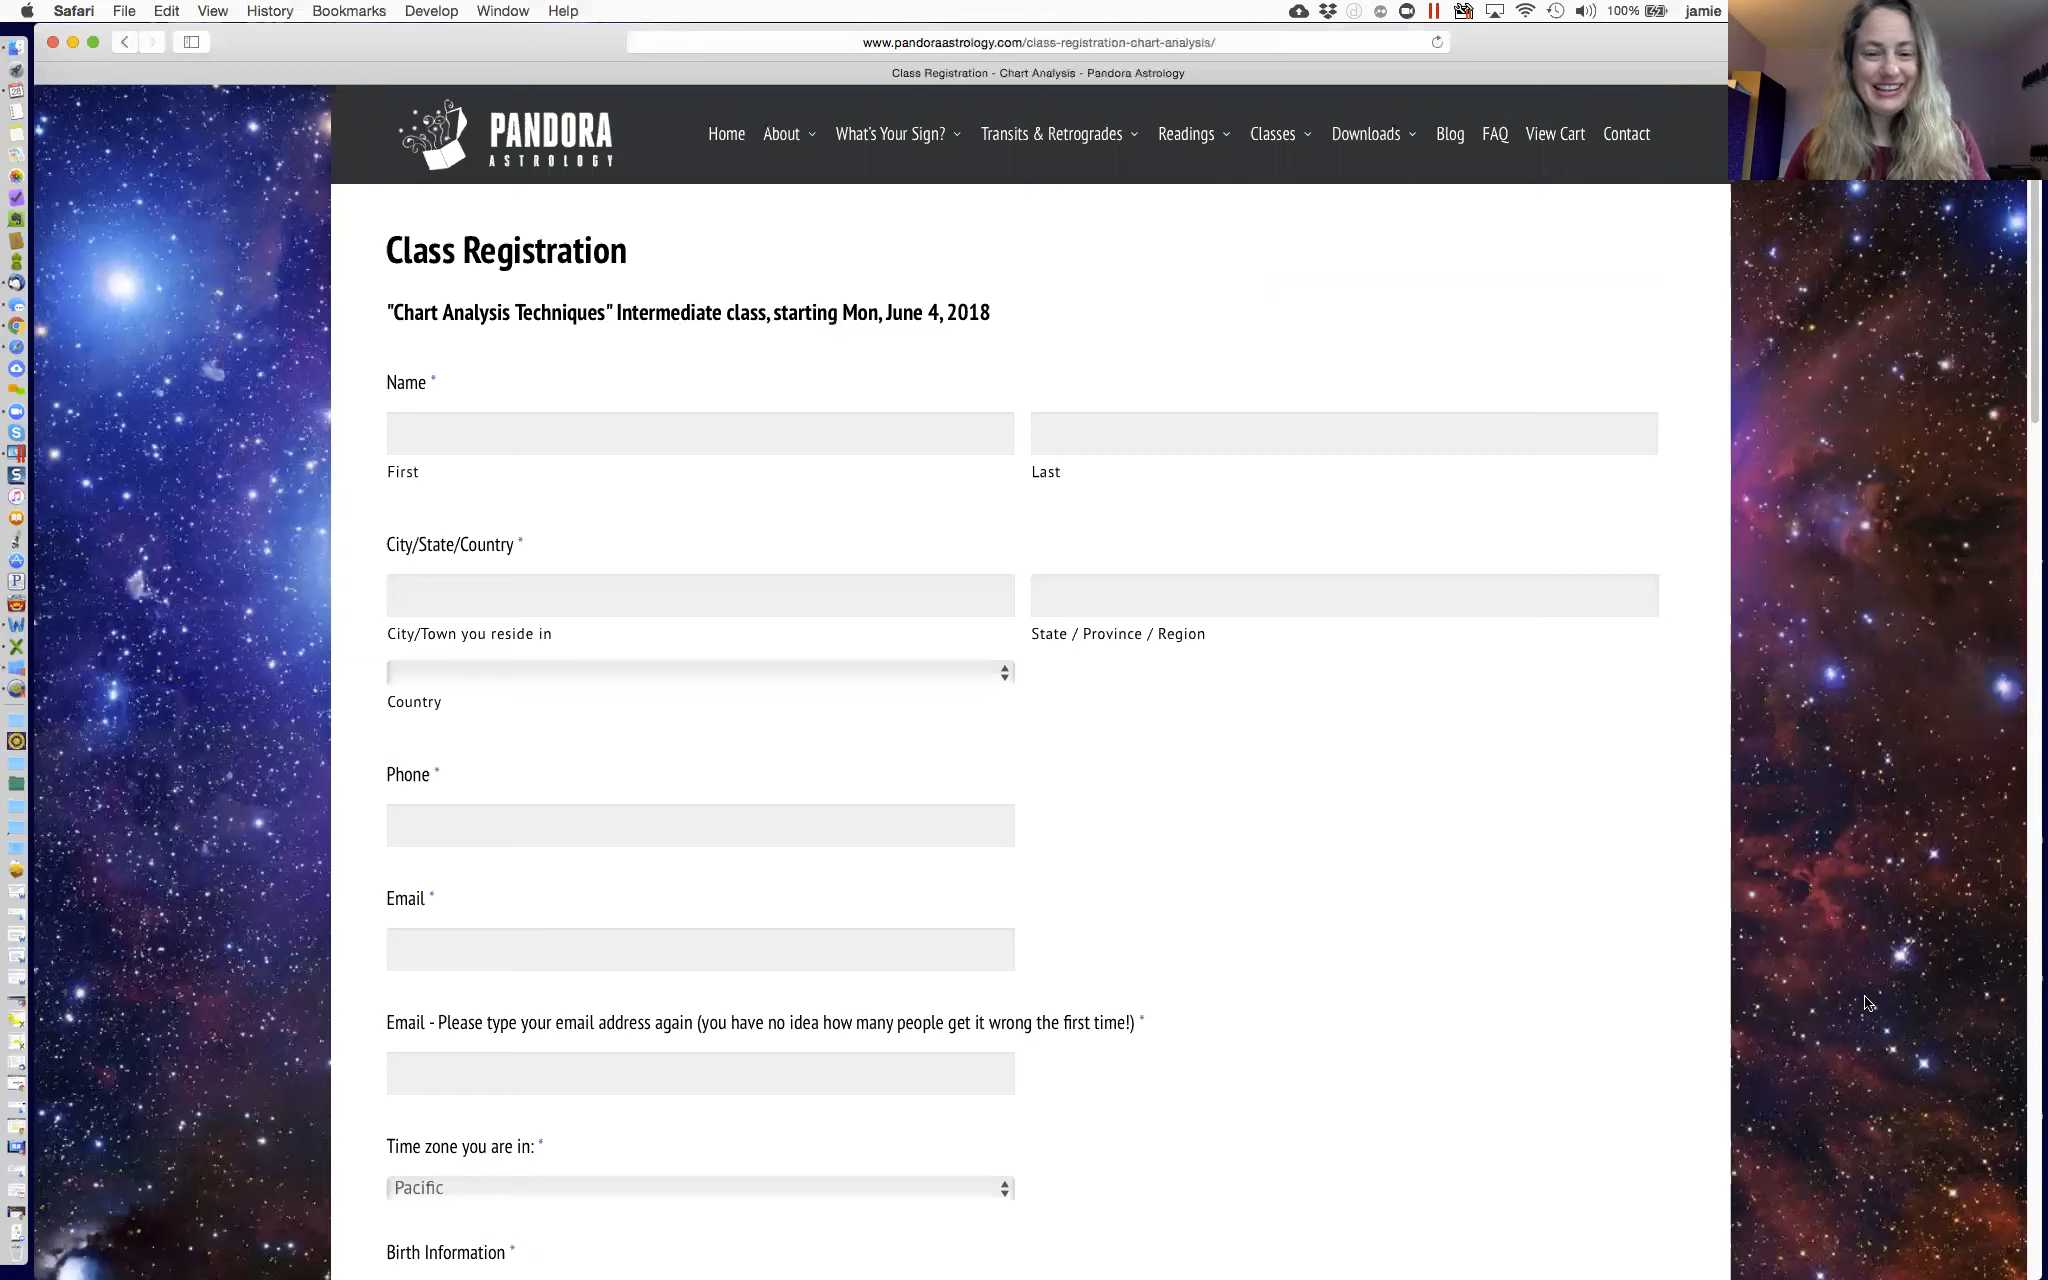 Safari File Edit View History Bookmarks Develop Window Help 100% jamie
www.pandoraastrology.com/class-registration-chart-analysis/
Class Registration - Chart Analysis - Pandora Astrology
PANDORA
ASTROLOGY
Home About What's Your Sign? Transits & Retrogrades Readings Classes Downloads Blog FAQ View Cart Contact
Class Registration
"Chart Analysis Techniques" Intermediate class, starting Mon, June 4, 2018
Name *
First Last
City/State/Country *
City/Town you reside in State / Province / Region
Country
Phone *
Email *
Email - Please type your email address again (you have no idea how many people get it wrong the first time!) *
Time zone you are in: *
Pacific
Birth Information *